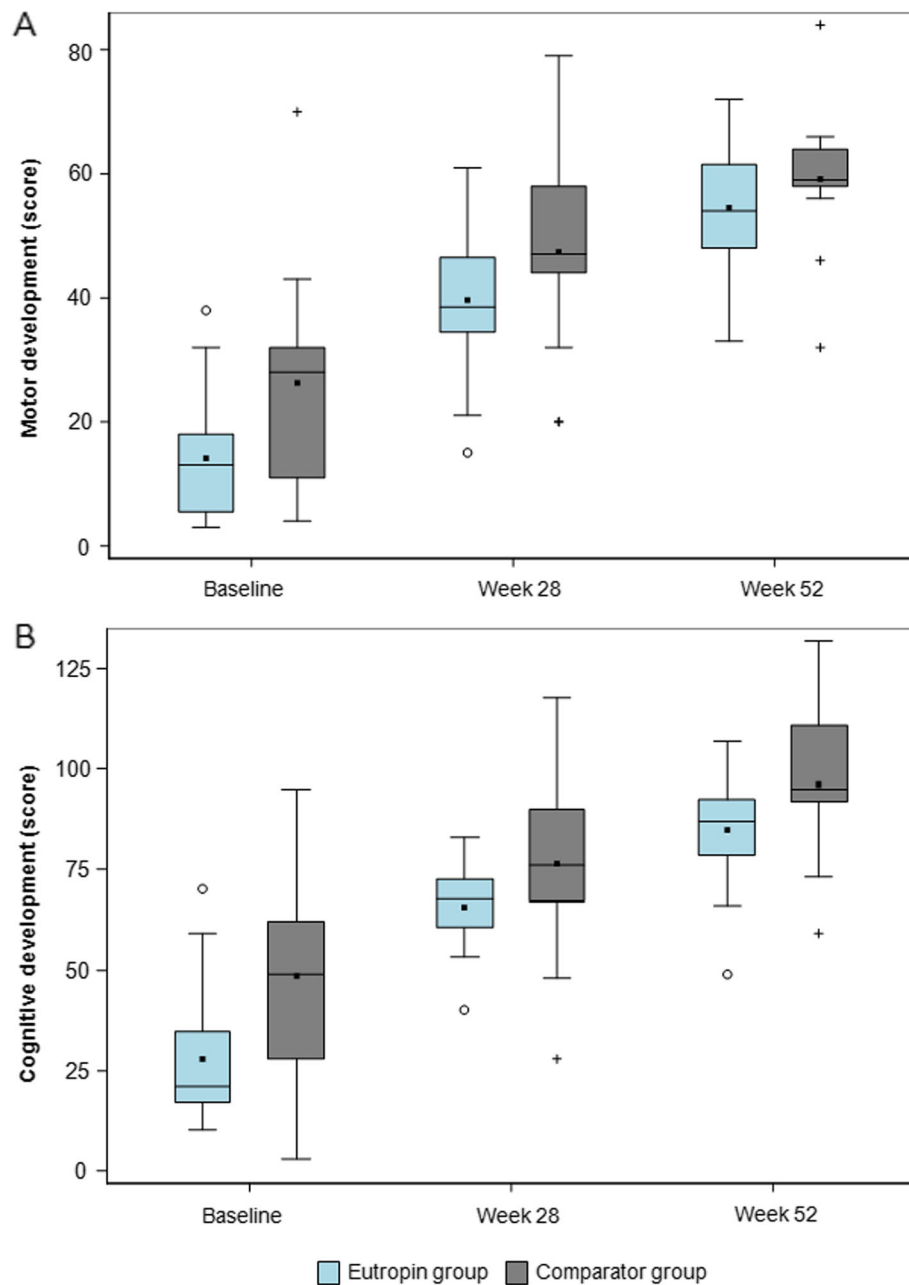 A
Motor development (score)
80
60
40
20
0
Baseline Week 28 Week 52
B
Cognitive development (score)
125
100
75
50
25
0
Baseline Week 28 Week 52
Eutropin group Comparator group